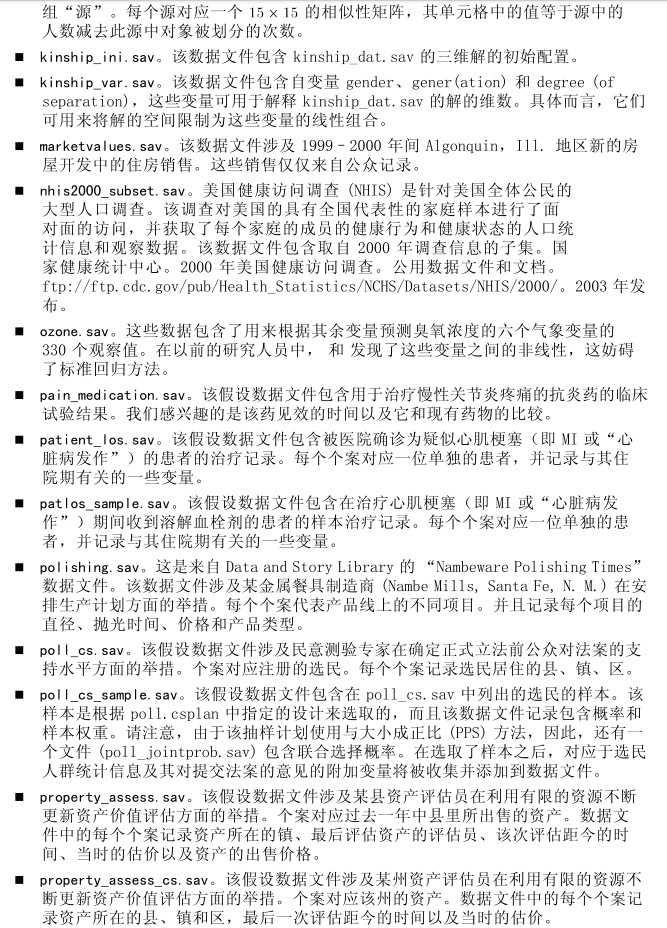 组“源”。每个源对应一个 15 × 15 的相似性矩阵，其单元格中的值等于源中的
人数减去此源中对象被划分的次数。
■ kinship_ini.sav。该数据文件包含 kinship_dat.sav 的三维解的初始配置。
■ kinship_var.sav。该数据文件包含自变量 gender、gener(ation) 和 degree (of
separation)，这些变量可用于解释 kinship_dat.sav 的解的维数。具体而言，它们
可用来将解的空间限制为这些变量的线性组合。
■ marketvalues.sav。该数据文件涉及 1999–2000 年间 Algonquin, Ill. 地区新的房
屋开发中的住房销售。这些销售仅仅来自公众记录。
■ nhis2000_subset.sav。美国健康访问调查 (NHIS) 是针对美国全体公民的
大型人口调查。该调查对美国的具有全国代表性的家庭样本进行了面
对面的访问，并获取了每个家庭的成员的健康行为和健康状态的人口统
计信息和观察数据。该数据文件包含取自 2000 年调查信息的子集。国
家健康统计中心。2000 年美国健康访问调查。公用数据文件和文档。
ftp://ftp.cdc.gov/pub/Health_Statistics/NCHS/Datasets/NHIS/2000/。2003 年发
布。
■ ozone.sav。这些数据包含了用来根据其余变量预测臭氧浓度的六个气象变量的
330 个观察值。在以前的研究人员中， 和 发现了这些变量之间的非线性，这妨碍
了标准回归方法。
■ pain_medication.sav。该假设数据文件包含用于治疗慢性关节炎疼痛的抗炎药的临床
试验结果。我们感兴趣的是该药见效的时间以及它和现有药物的比较。
■ patient_los.sav。该假设数据文件包含被医院确诊为疑似心肌梗塞（即 MI 或“心
脏病发作”）的患者的治疗记录。每个个案对应一位单独的患者，并记录与其住
院期有关的一些变量。
■ patlos_sample.sav。该假设数据文件包含在治疗心肌梗塞（即 MI 或“心脏病发
作”）期间收到溶解血栓剂的患者的样本治疗记录。每个个案对应一位单独的患
者，并记录与其住院期有关的一些变量。
■ polishing.sav。这是来自 Data and Story Library 的 “Nambeware Polishing Times”
数据文件。该数据文件涉及某金属餐具制造商 (Nambe Mills, Santa Fe, N. M.) 在安
排生产计划方面的举措。每个个案代表产品线上的不同项目。并且记录每个项目的
直径、抛光时间、价格和产品类型。
■ poll_cs.sav。该假设数据文件涉及民意测验专家在确定正式立法前公众对法案的支
持水平方面的举措。个案对应注册的选民。每个个案记录选民居住的县、镇、区。
■ poll_cs_sample.sav。该假设数据文件包含在 poll_cs.sav 中列出的选民的样本。该
样本是根据 poll.csplan 中指定的设计来选取的，而且该数据文件记录包含概率和
样本权重。请注意，由于该抽样计划使用与大小成正比 (PPS) 方法，因此，还有一
个文件 (poll_jointprob.sav) 包含联合选择概率。在选取了样本之后，对应于选民
人群统计信息及其对提交法案的意见的附加变量将被收集并添加到数据文件。
■ property_assess.sav。该假设数据文件涉及某县资产评估员在利用有限的资源不断
更新资产价值评估方面的举措。个案对应过去一年中县里所出售的资产。数据文
件中的每个个案记录资产所在的镇、最后评估资产的评估员、该次评估距今的时
间、当时的估价以及资产的出售价格。
■ property_assess_cs.sav。该假设数据文件涉及某州资产评估员在利用有限的资源不
断更新资产价值评估方面的举措。个案对应该州的资产。数据文件中的每个个案记
录资产所在的县、镇和区，最后一次评估距今的时间以及当时的估价。